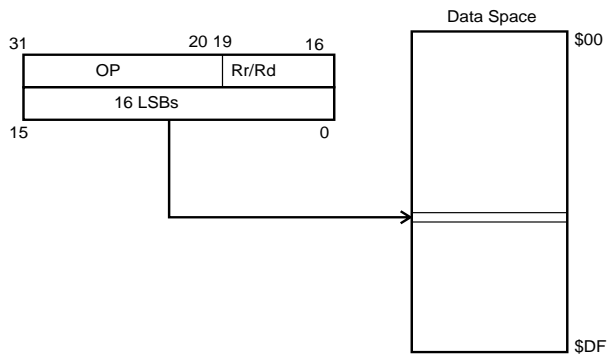 Data Space
31 20 19 16
$00
OP Rr/Rd
16 LSBs
15 0
$DF